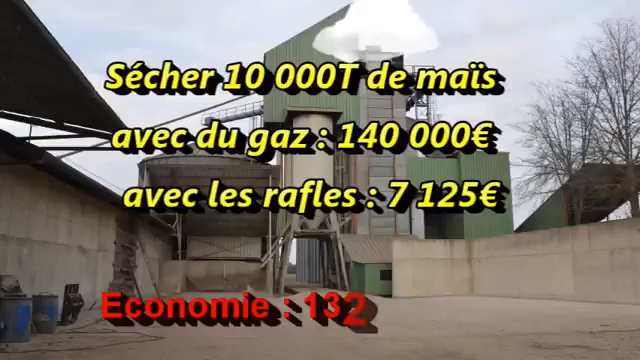 Sécher 10 000T de maïs
avec du gaz : 140 000€
avec les rafles : 7 125€
Economie : 132